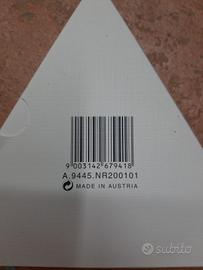 9 003142 679418
A.9445.NR200101
MADE IN AUSTRIA
subito